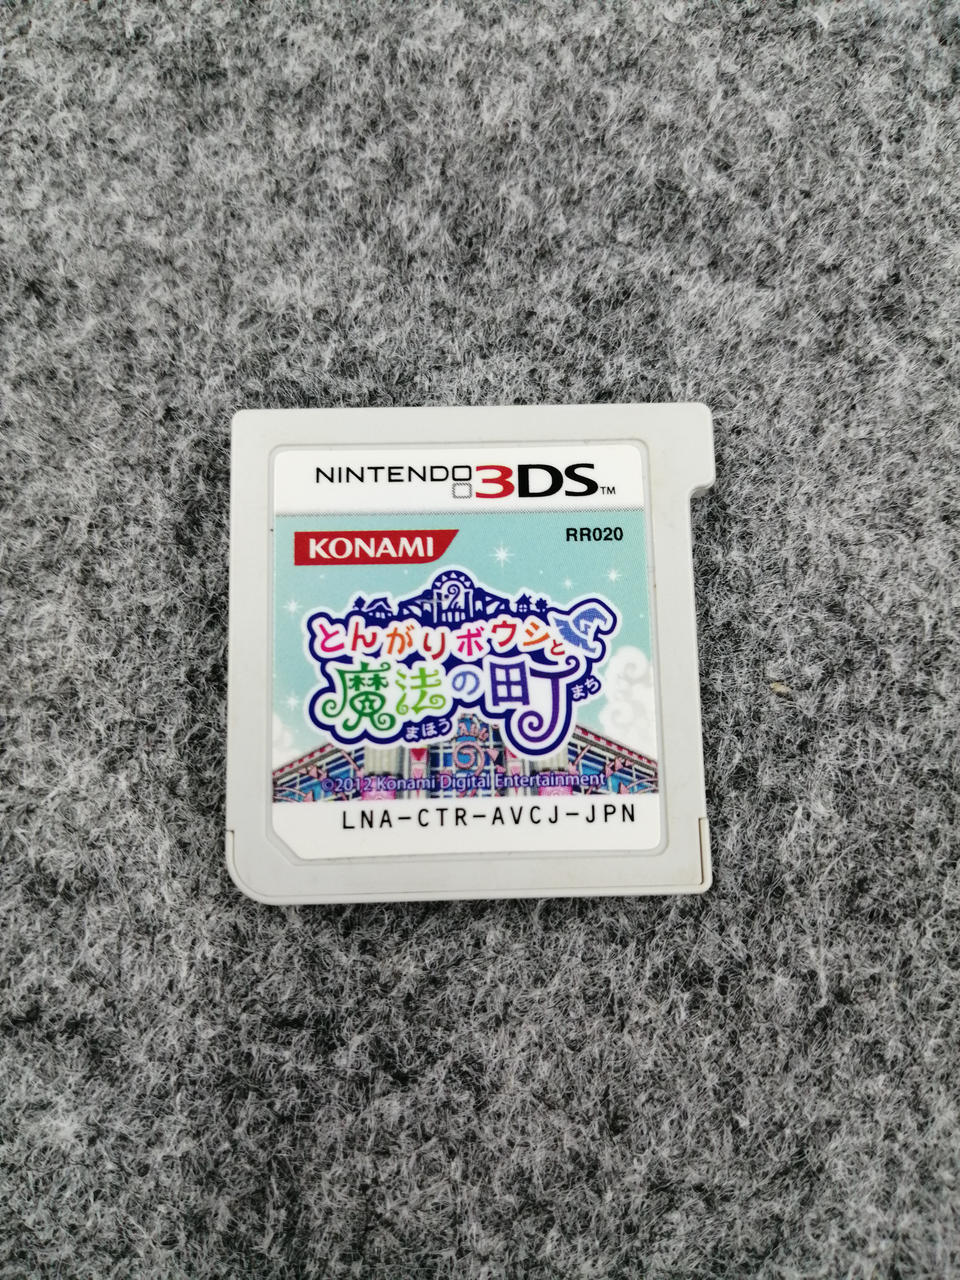 NINTENDO 3DS™
KONAMI
RR020
とんがりボウシと
魔法の町
まほう
まち
©2012 Konami Digital Entertainment
LNA-CTR-AVCJ-JPN